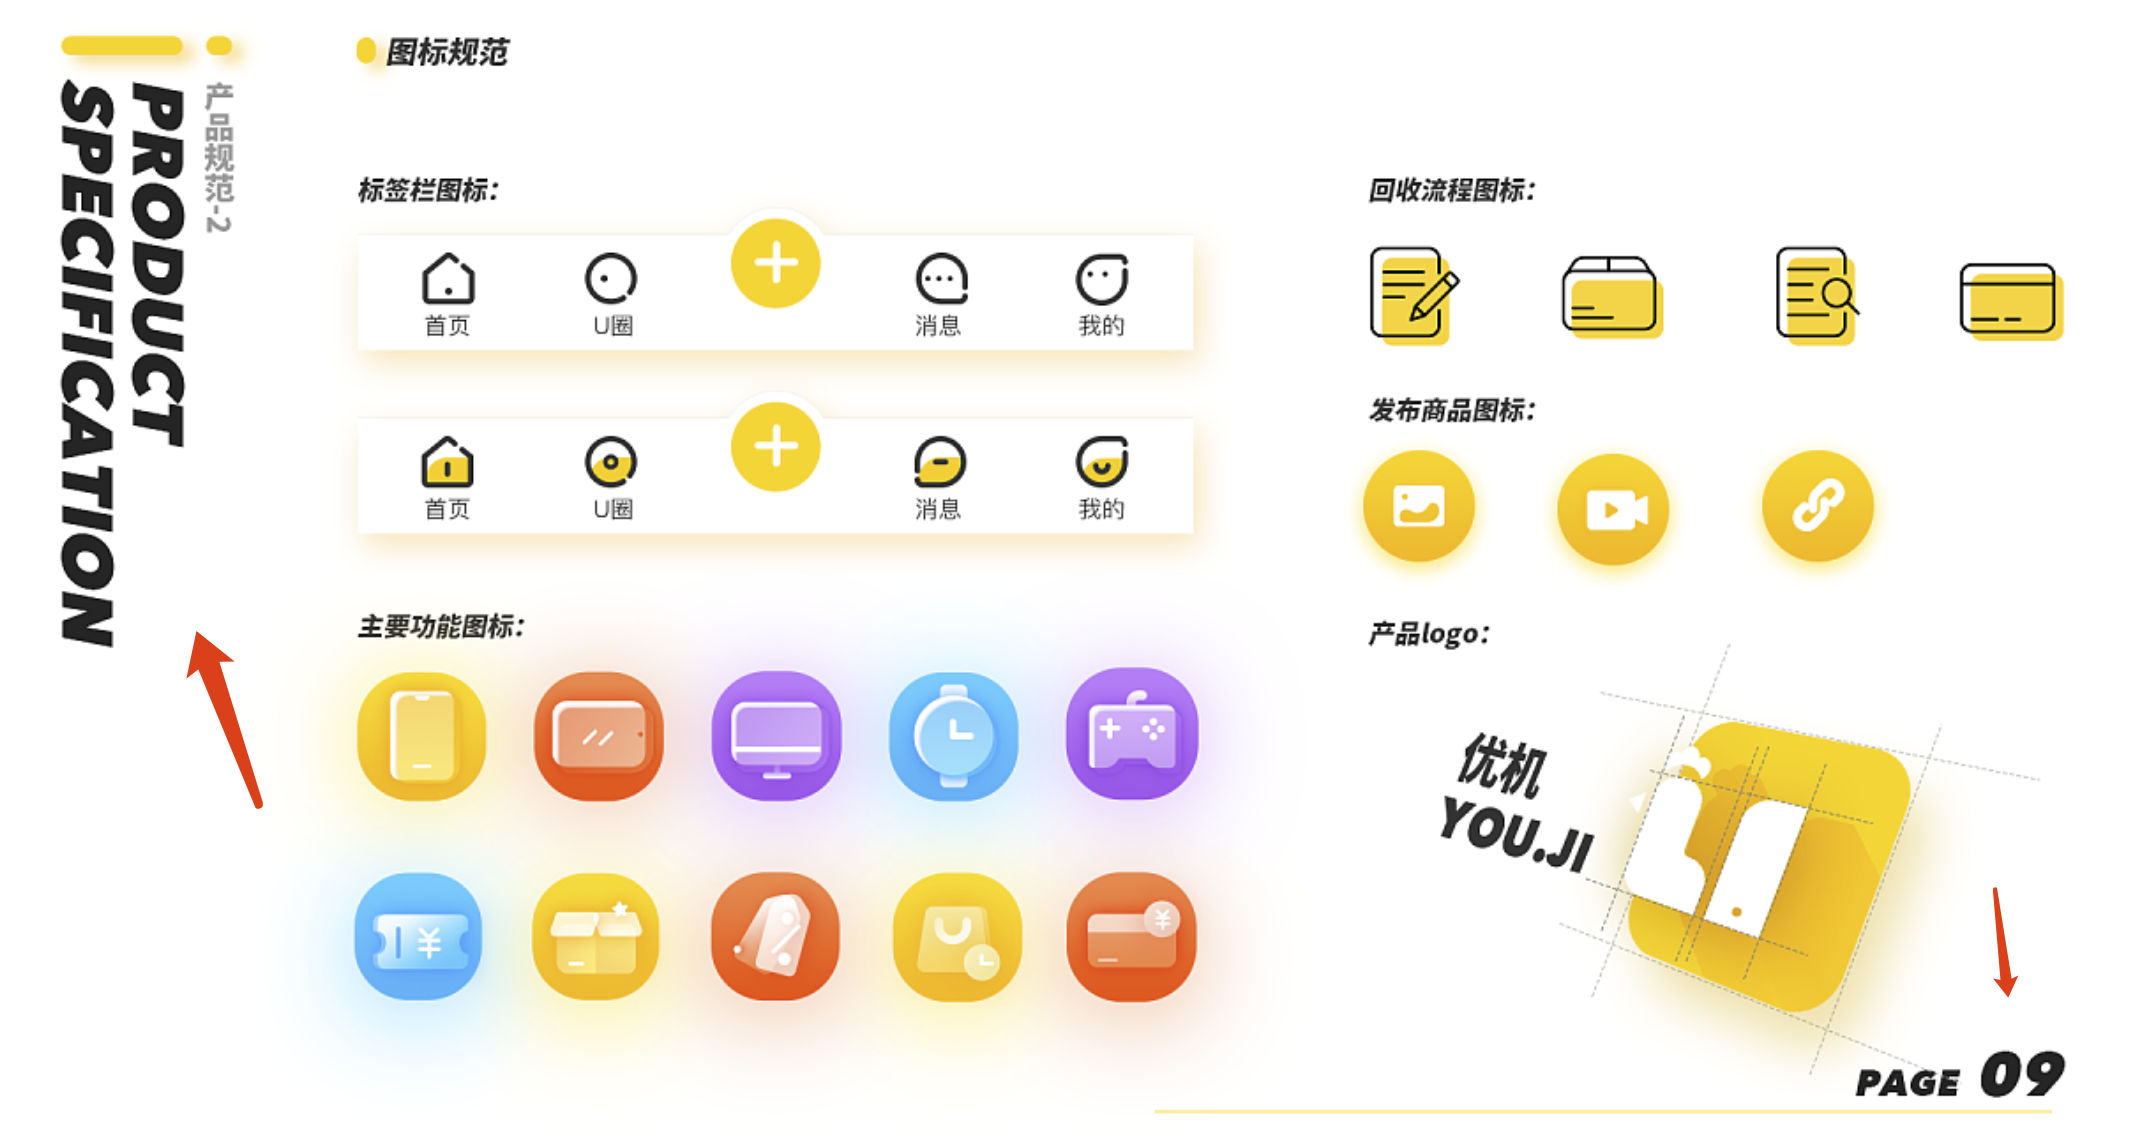 PRODUCT
SPECIFICATION
产品规范-2
图标规范
标签栏图标：
首页
U圈
消息
我的
首页
U圈
消息
我的
主要功能图标：
¥
¥
回收流程图标：
发布商品图标：
产品logo：
优机
YOU.JI
PAGE 09